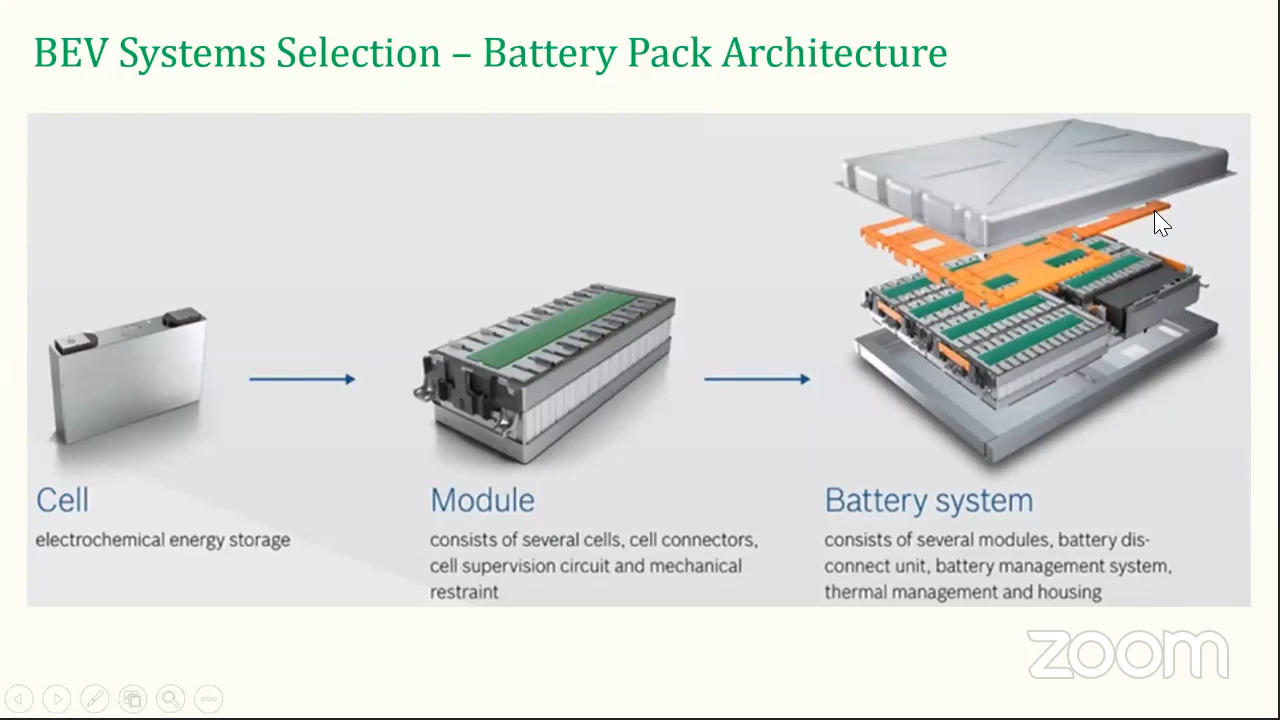 BEV Systems Selection – Battery Pack Architecture
Cell
electrochemical energy storage
Module
consists of several cells, cell connectors,
cell supervision circuit and mechanical
restraint
Battery system
consists of several modules, battery dis-
connect unit, battery management system,
thermal management and housing
zoom